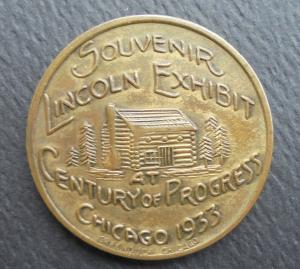 SOUVENIR
LINCOLN EXHIBIT
AT
CENTURY OF PROGRESS
CHICAGO 1933